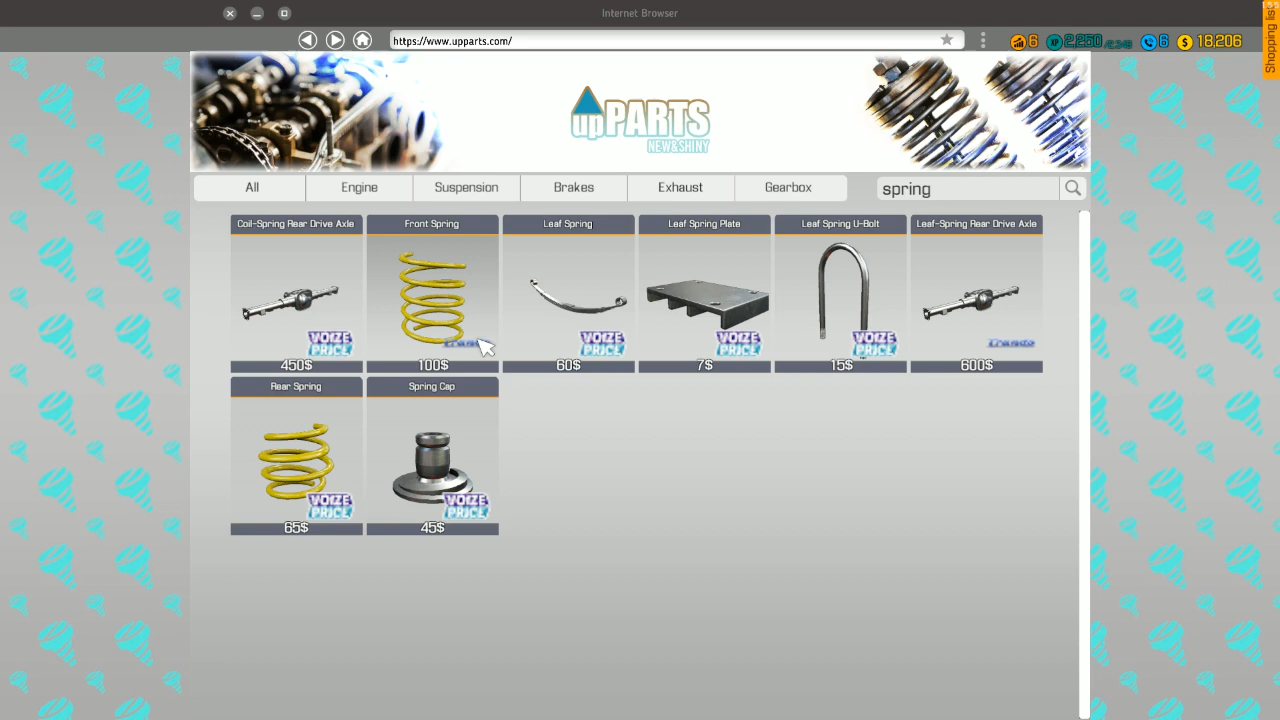 Internet Browser
https://www.upparts.com/
6
XP 2,250
6
$ 18,206
Shopping list
upPARTS
NEW&SHINY
All
Engine
Suspension
Brakes
Exhaust
Gearbox
spring
Coil-Spring Rear Drive Axle
Front Spring
Leaf Spring
Leaf Spring Plate
Leaf Spring U-Bolt
Leaf-Spring Rear Drive Axle
VOIZE PRICE
VOIZE PRICE
VOIZE PRICE
VOIZE PRICE
450$
100$
60$
7$
15$
600$
Rear Spring
Spring Cap
VOIZE PRICE
VOIZE PRICE
65$
45$